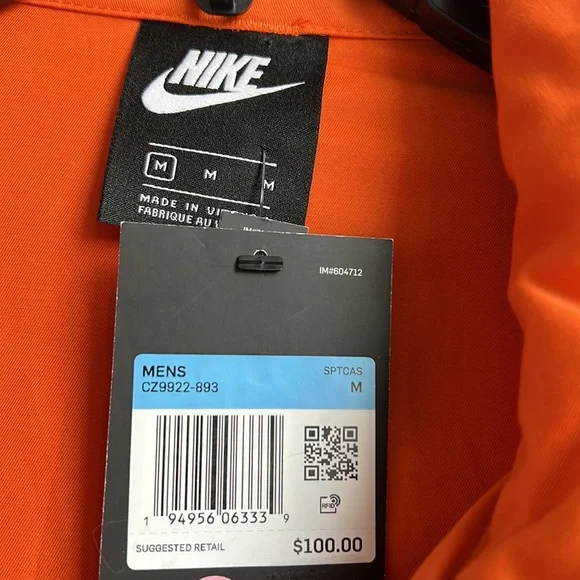 NIKE
M M M
MADE IN
FABRIQUE AU
IM#604712
MENS SPTCAS
CZ9922-893 M
1 94956 06333 9
RFID
SUGGESTED RETAIL $100.00